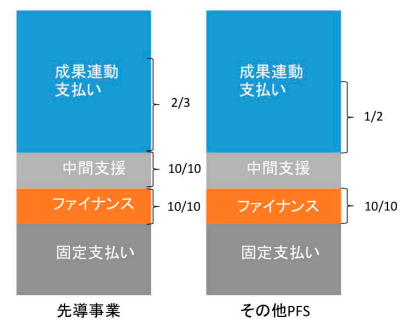 成果連動
支払い
2/3
中間支援
10/10
ファイナンス
10/10
固定支払い
先導事業
成果連動
支払い
1/2
中間支援
ファイナンス
10/10
固定支払い
その他PFS